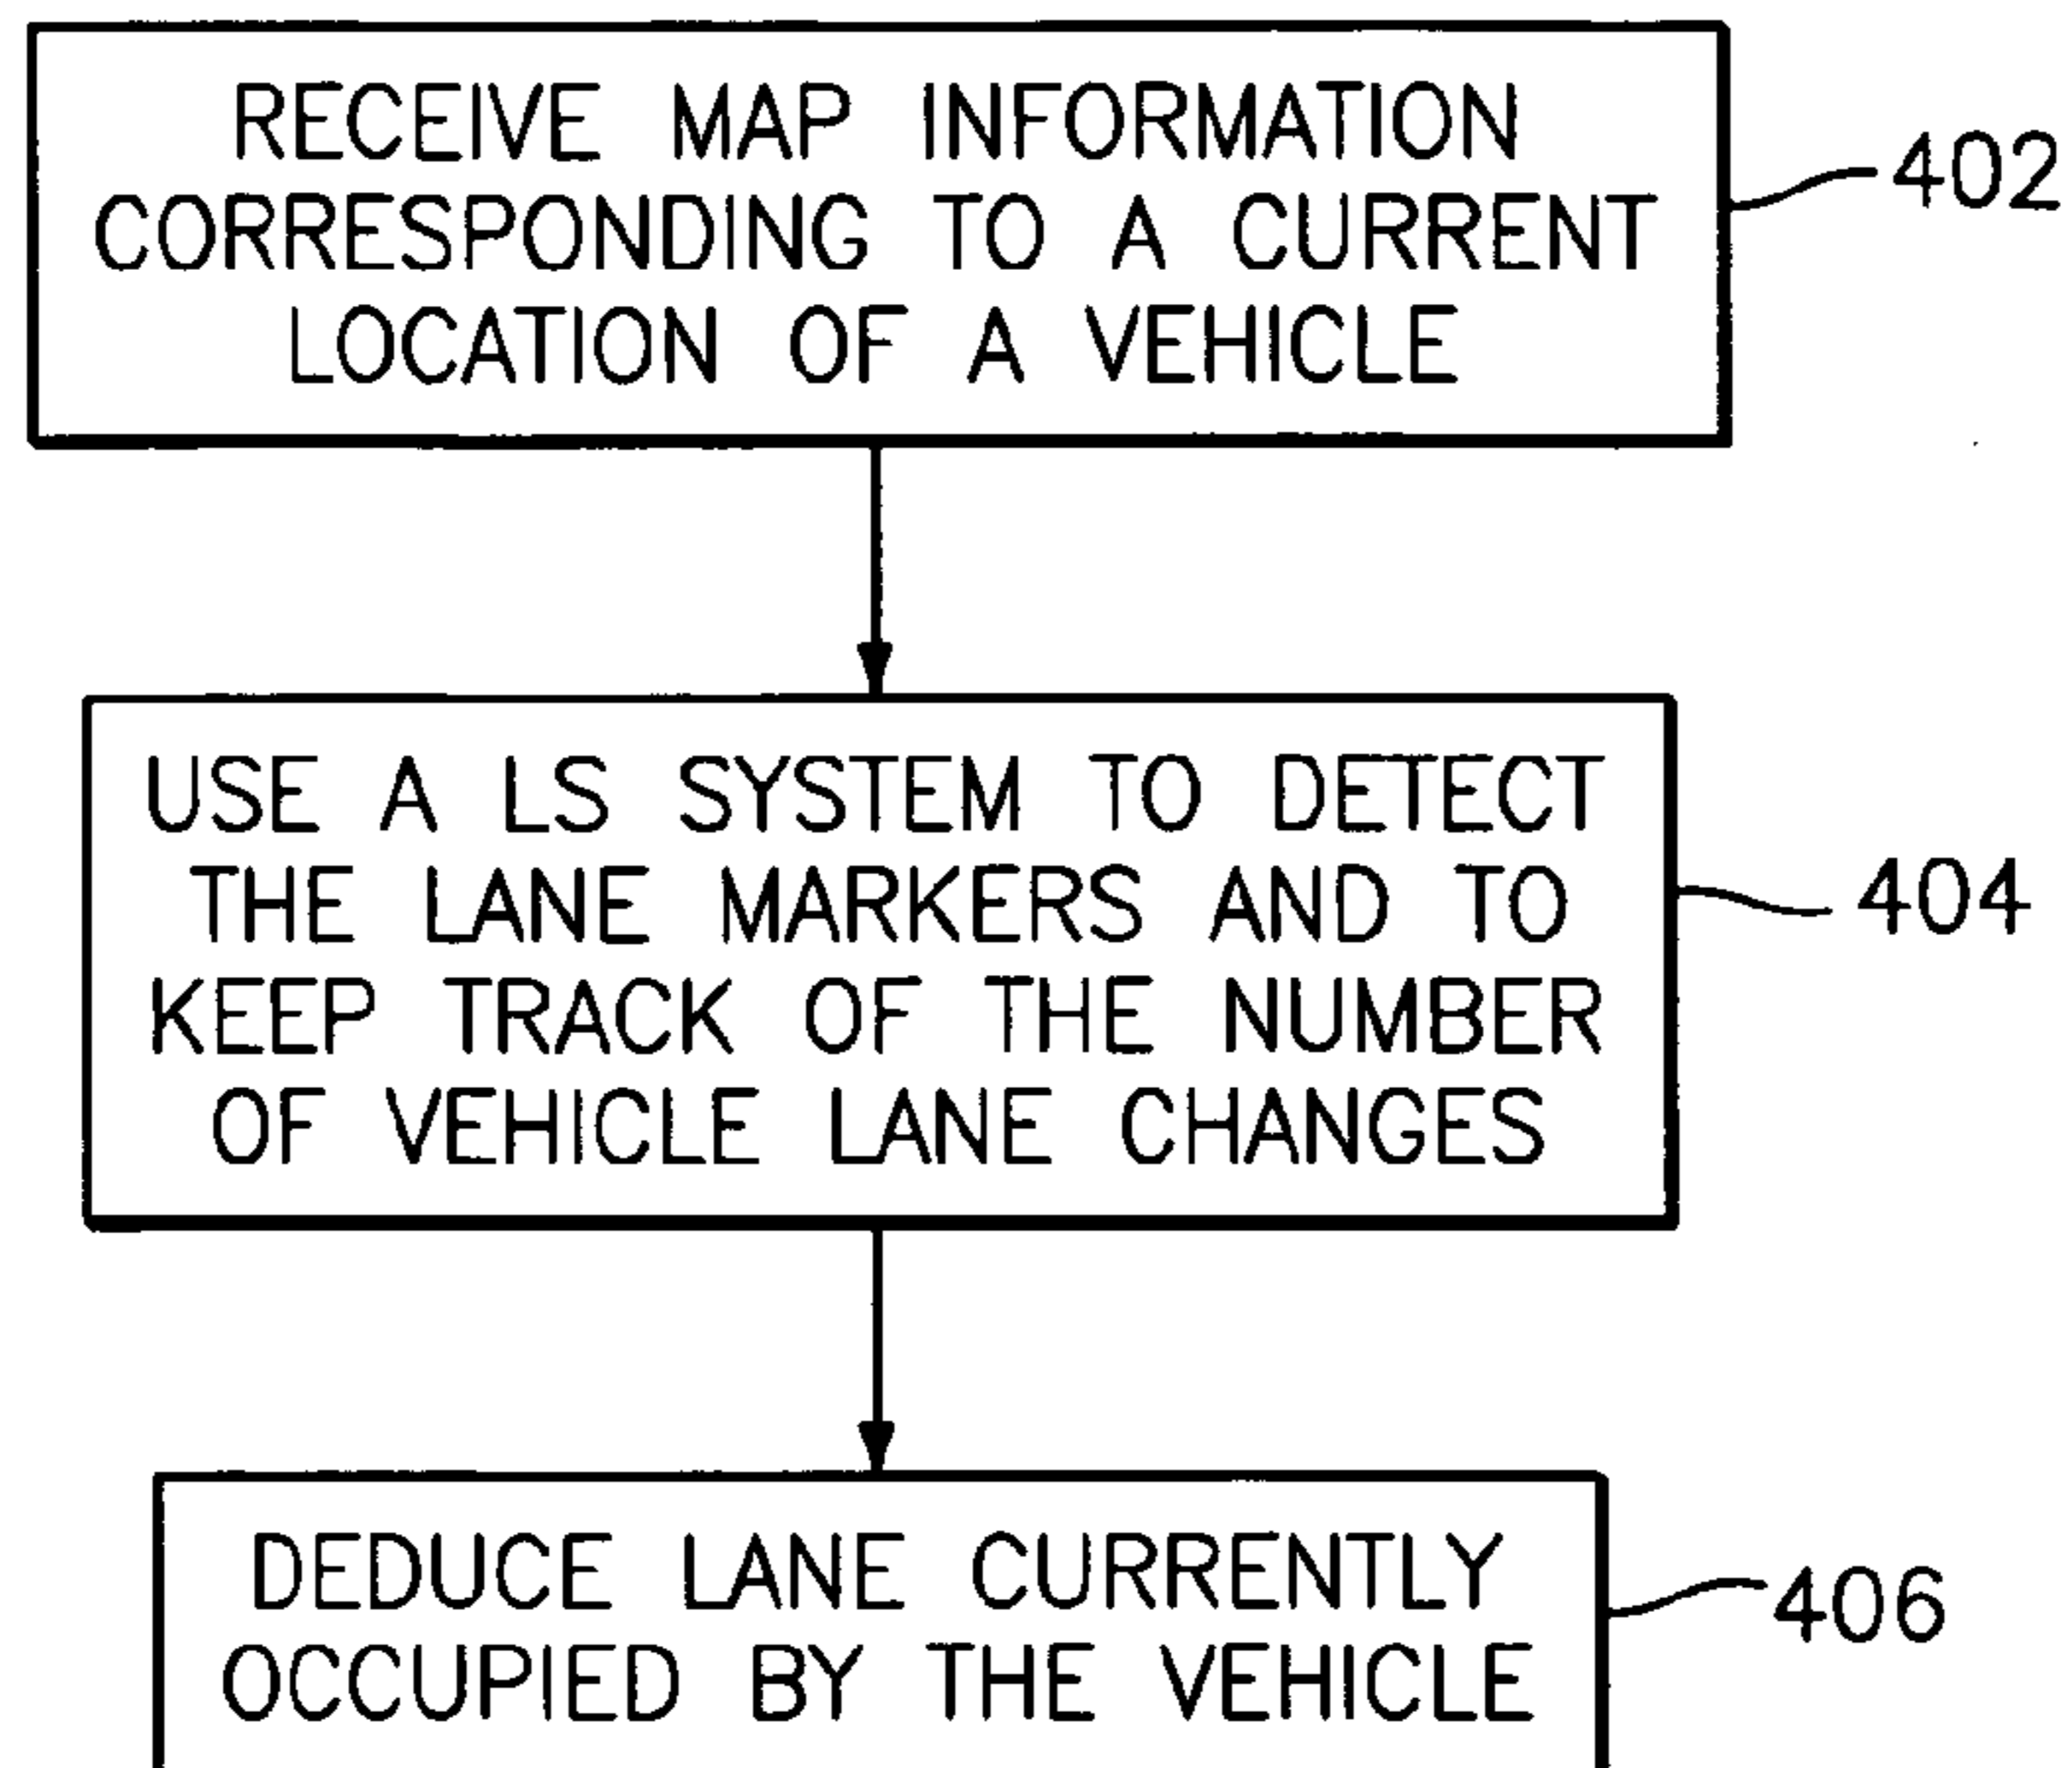 RECEIVE MAP INFORMATION
CORRESPONDING TO A CURRENT
LOCATION OF A VEHICLE
402
USE A LS SYSTEM TO DETECT
THE LANE MARKERS AND TO
KEEP TRACK OF THE NUMBER
OF VEHICLE LANE CHANGES
404
DEDUCE LANE CURRENTLY
OCCUPIED BY THE VEHICLE
406